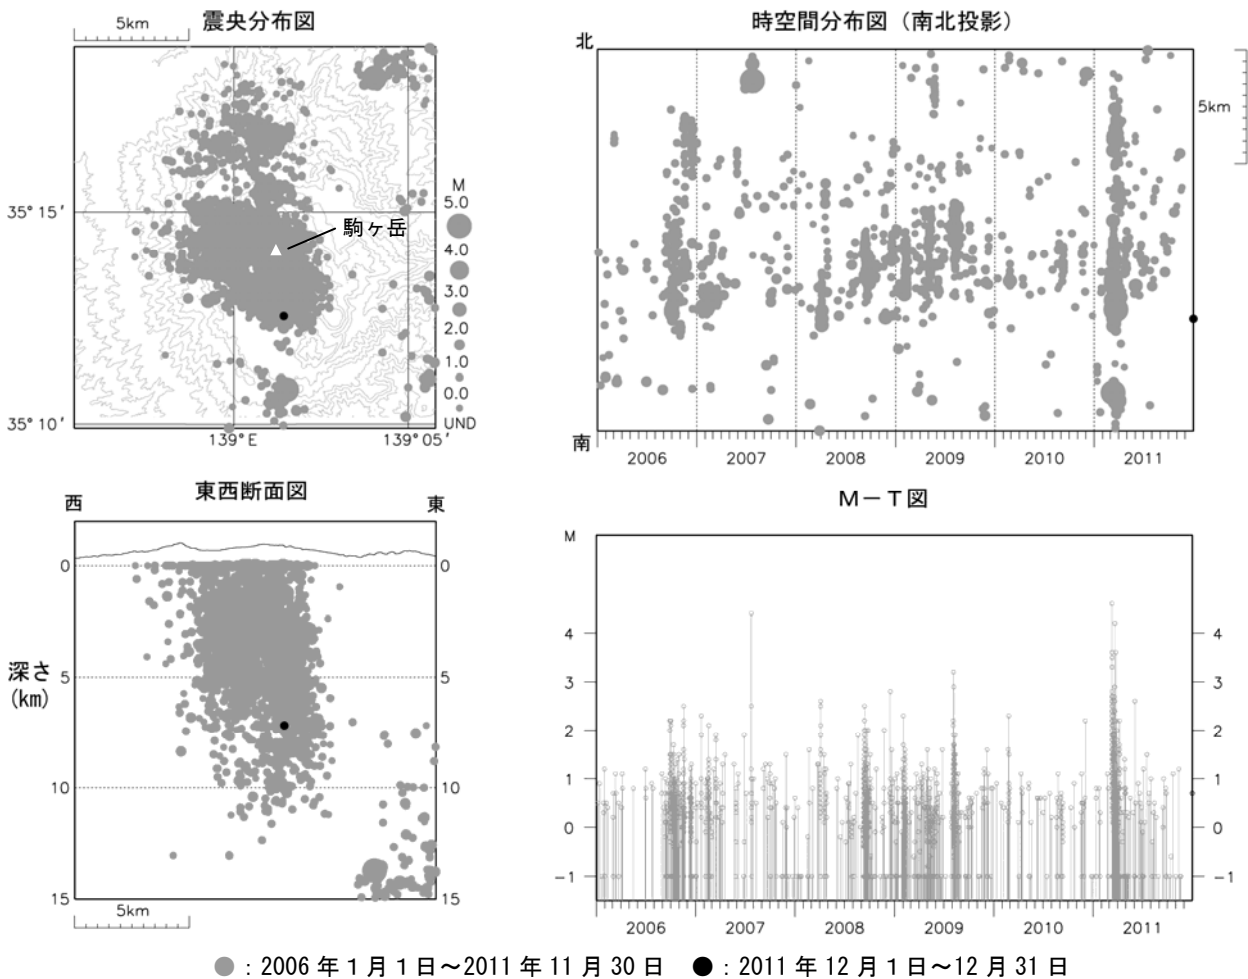 5km
震央分布図
35° 15′
35° 10′
139°E
139°05′
駒ヶ岳
M
5.0
4.0
3.0
2.0
1.0
0.0
UND
時空間分布図（南北投影）
北
南
5km
2006
2007
2008
2009
2010
2011
東西断面図
西
東
深さ
(km)
0
5
10
15
0
5
10
15
5km
M－T図
M
4
3
2
1
0
-1
4
3
2
1
0
-1
2006
2007
2008
2009
2010
2011
●：2006 年 1 月 1 日～2011 年 11 月 30 日 ●：2011 年 12 月 1 日～12 月 31 日